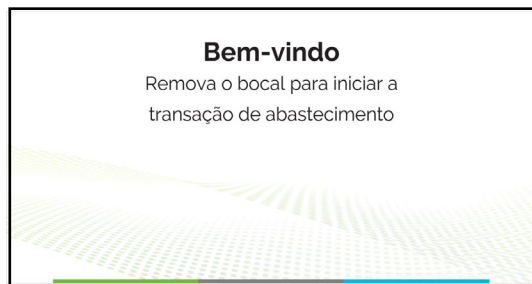 Bem-vindo
Remova o bocal para iniciar a
transação de abastecimento